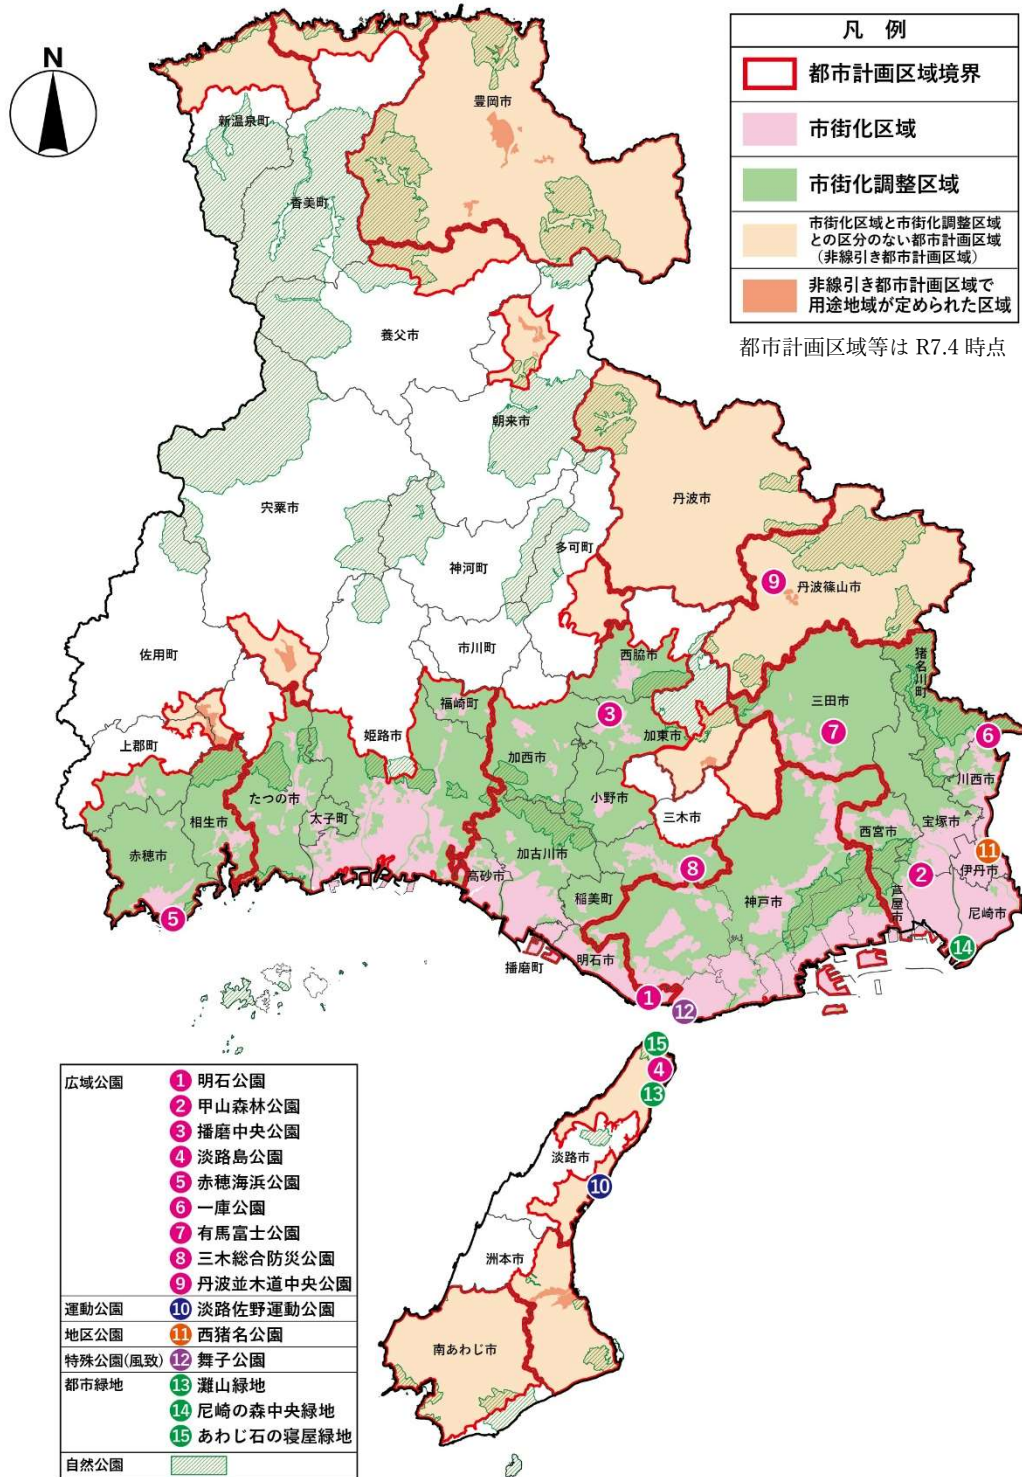 N
凡 例
都市計画区域境界
市街化区域
市街化調整区域
市街化区域と市街化調整区域
との区分のない都市計画区域
（非線引き都市計画区域）
非線引き都市計画区域で
用途地域が定められた区域
都市計画区域等は R7.4 時点
豊岡市
新温泉町
香美町
養父市
朝来市
宍粟市
丹波市
多可町
神河町
9
丹波篠山市
市川町
佐用町
西脇市
猪名川町
福崎町
三田市
3
7
6
上郡町
姫路市
加西市
加東市
川西市
たつの市
小野市
相生市
太子町
三木市
宝塚市
赤穂市
西宮市
加古川市
11
伊丹市
8
2
高砂市
稲美町
神戸市
芦屋市
尼崎市
5
14
明石市
播磨町
1
12
15
4
13
淡路市
10
洲本市
南あわじ市
広域公園
1 明石公園
2 甲山森林公園
3 播磨中央公園
4 淡路島公園
5 赤穂海浜公園
6 一庫公園
7 有馬富士公園
8 三木総合防災公園
9 丹波並木道中央公園
運動公園 10 淡路佐野運動公園
地区公園 11 西猪名公園
特殊公園(風致) 12 舞子公園
都市緑地 13 灘山緑地
14 尼崎の森中央緑地
15 あわじ石の寝屋緑地
自然公園